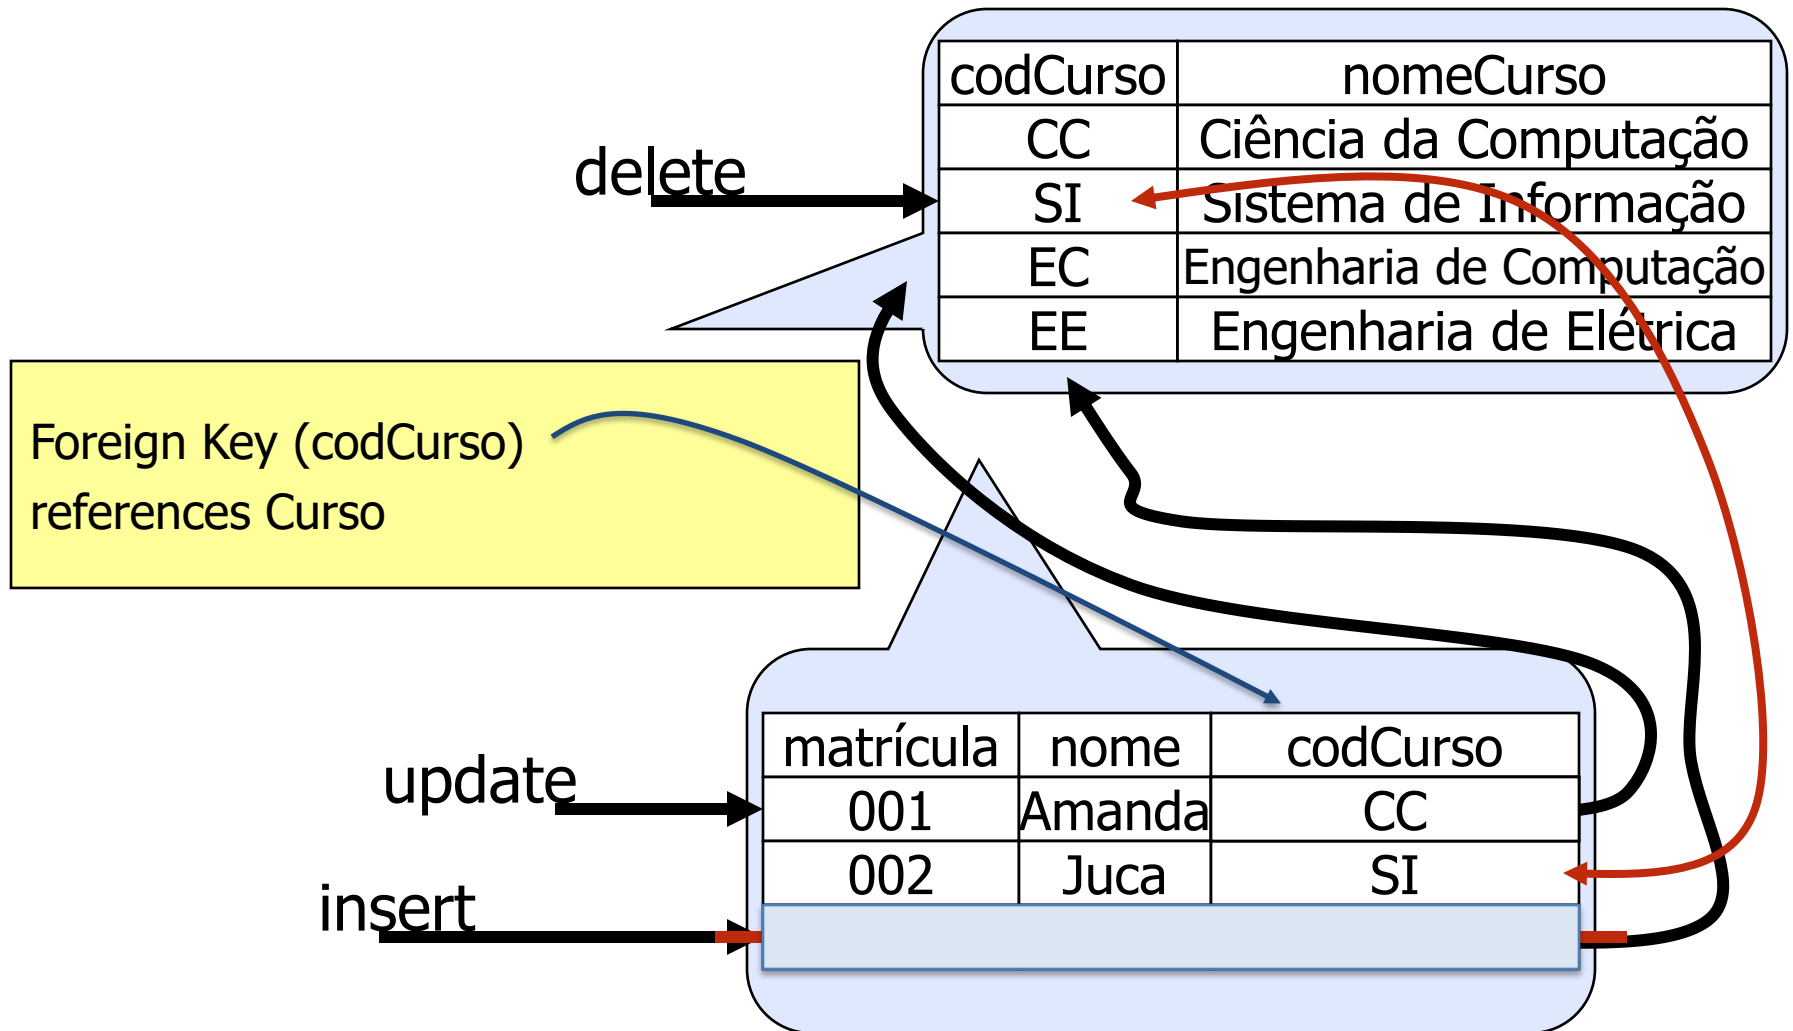 codCurso nomeCurso
CC Ciência da Computação
delete
SI Sistema de Informação
EC Engenharia de Computação
EE Engenharia de Elétrica
Foreign Key (codCurso)
references Curso
matrícula nome codCurso
update
001 Amanda CC
002 Juca SI
insert